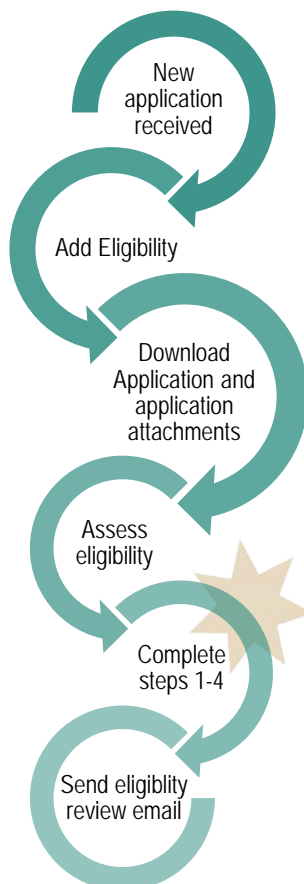 New
application
received
Add Eligibility
Download
Application and
application
attachments
Assess
eligibility
Complete
steps 1-4
Send eligiblity
review email